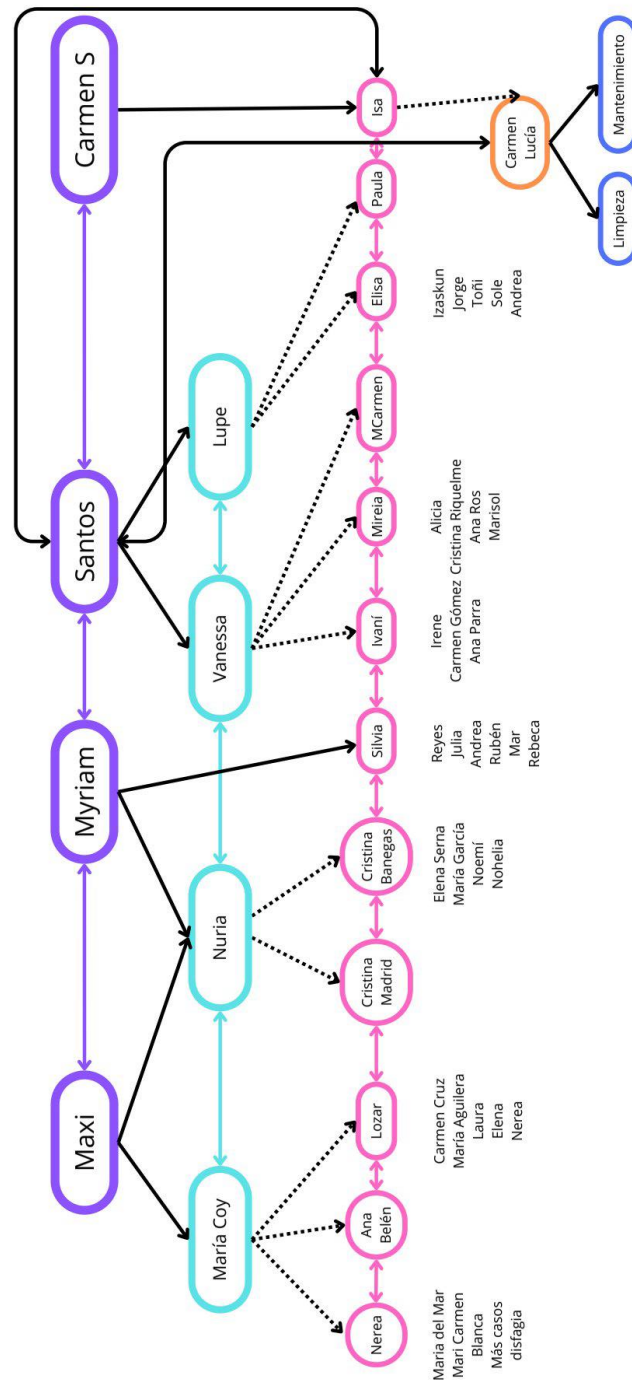 Maxi
Myriam
Santos
Carmen S
María Coy
Nuria
Vanessa
Lupe
Nerea
Ana
Belén
Lozar
Cristina
Madrid
Cristina
Banegas
Silvia
Ivaní
Mireia
MCarmen
Elisa
Paula
Isa
Maria del Mar
Mari Carmen
Blanca
Más casos
disfagia
Carmen Cruz
María Aguilera
Laura
Elena
Nerea
Elena Serna
María García
Noemí
Nohelia
Reyes
Julia
Andrea
Rubén
Mar
Rebeca
Irene
Carmen Gómez
Ana Parra
Alicia
Cristina Riquelme
Ana Ros
Marisol
Izaskun
Jorge
Toñi
Sole
Andrea
Carmen
Lucía
Limpieza
Mantenimiento